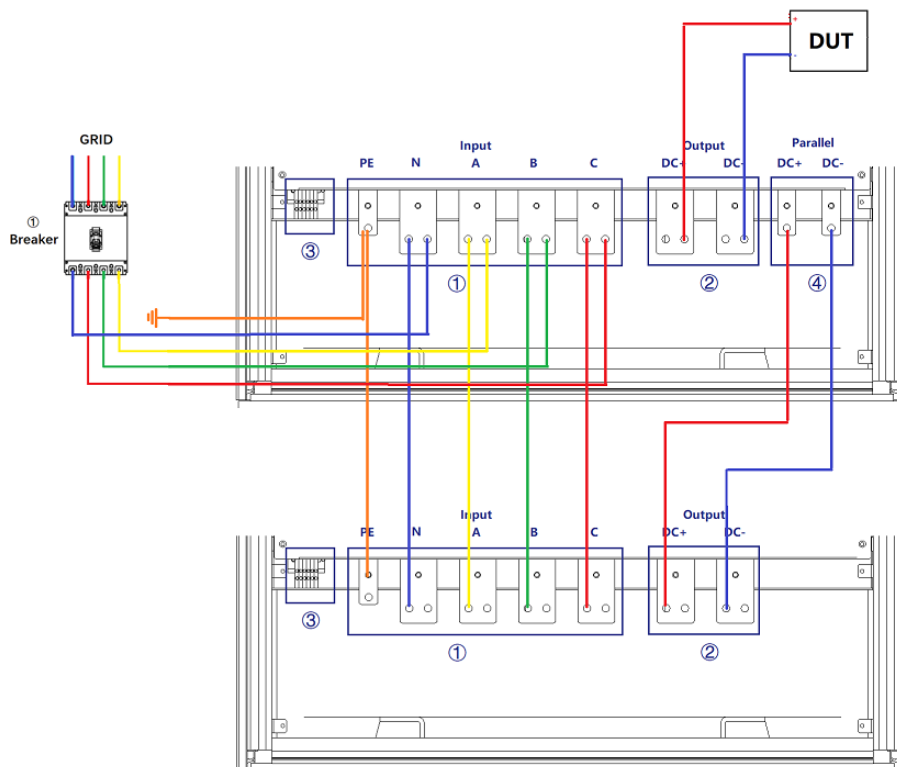 DUT
+
-
GRID
① Breaker
Input
PE N A B C
Output
DC+ DC-
Parallel
DC+ DC-
③
①
②
④
Input
PE N A B C
Output
DC+ DC-
③
①
②